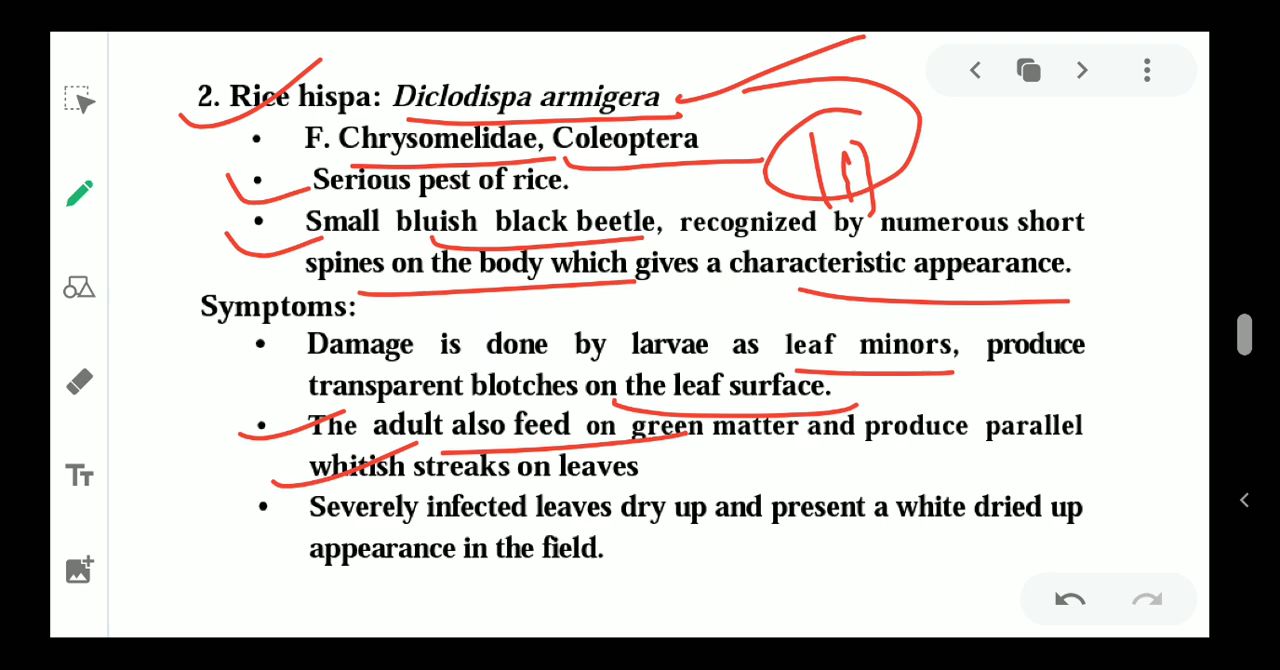 2. Rice hispa: Diclodispa armigera
• F. Chrysomelidae, Coleoptera
• Serious pest of rice.
• Small bluish black beetle, recognized by numerous short
spines on the body which gives a characteristic appearance.
Symptoms:
• Damage is done by larvae as leaf minors, produce
transparent blotches on the leaf surface.
• The adult also feed on green matter and produce parallel
whitish streaks on leaves
• Severely infected leaves dry up and present a white dried up
appearance in the field.
TT